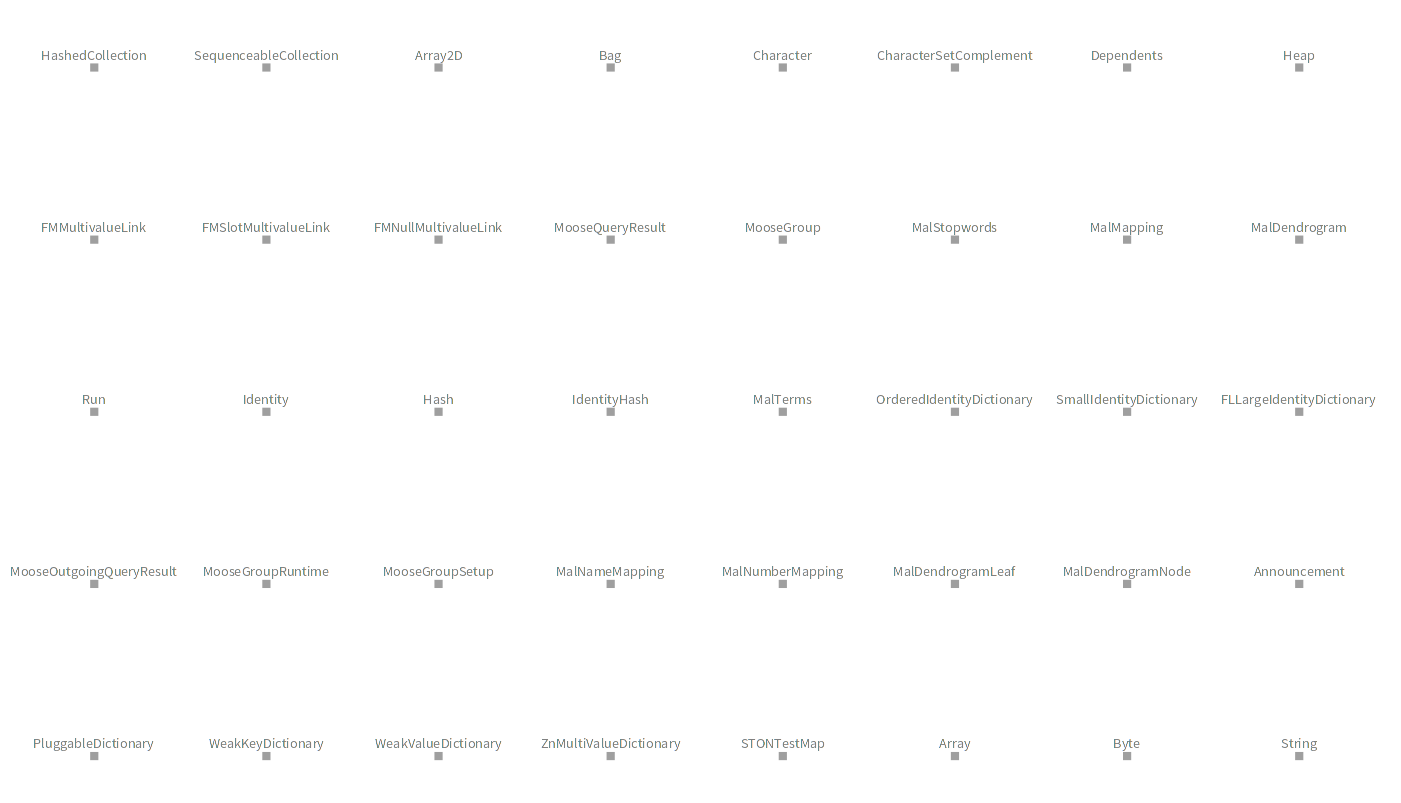 HashedCollection SequenceableCollection Array2D Bag Character CharacterSetComplement Dependents Heap
FMMultivalueLink FMSlotMultivalueLink FMNullMultivalueLink MooseQueryResult MooseGroup MalStopwords MalMapping MalDendrogram
Run Identity Hash IdentityHash MalTerms OrderedIdentityDictionary SmallIdentityDictionary FLLargeIdentityDictionary
MooseOutgoingQueryResult MooseGroupRuntime MooseGroupSetup MalNameMapping MalNumberMapping MalDendrogramLeaf MalDendrogramNode Announcement
PluggableDictionary WeakKeyDictionary WeakValueDictionary ZnMultiValueDictionary STONTestMap Array Byte String